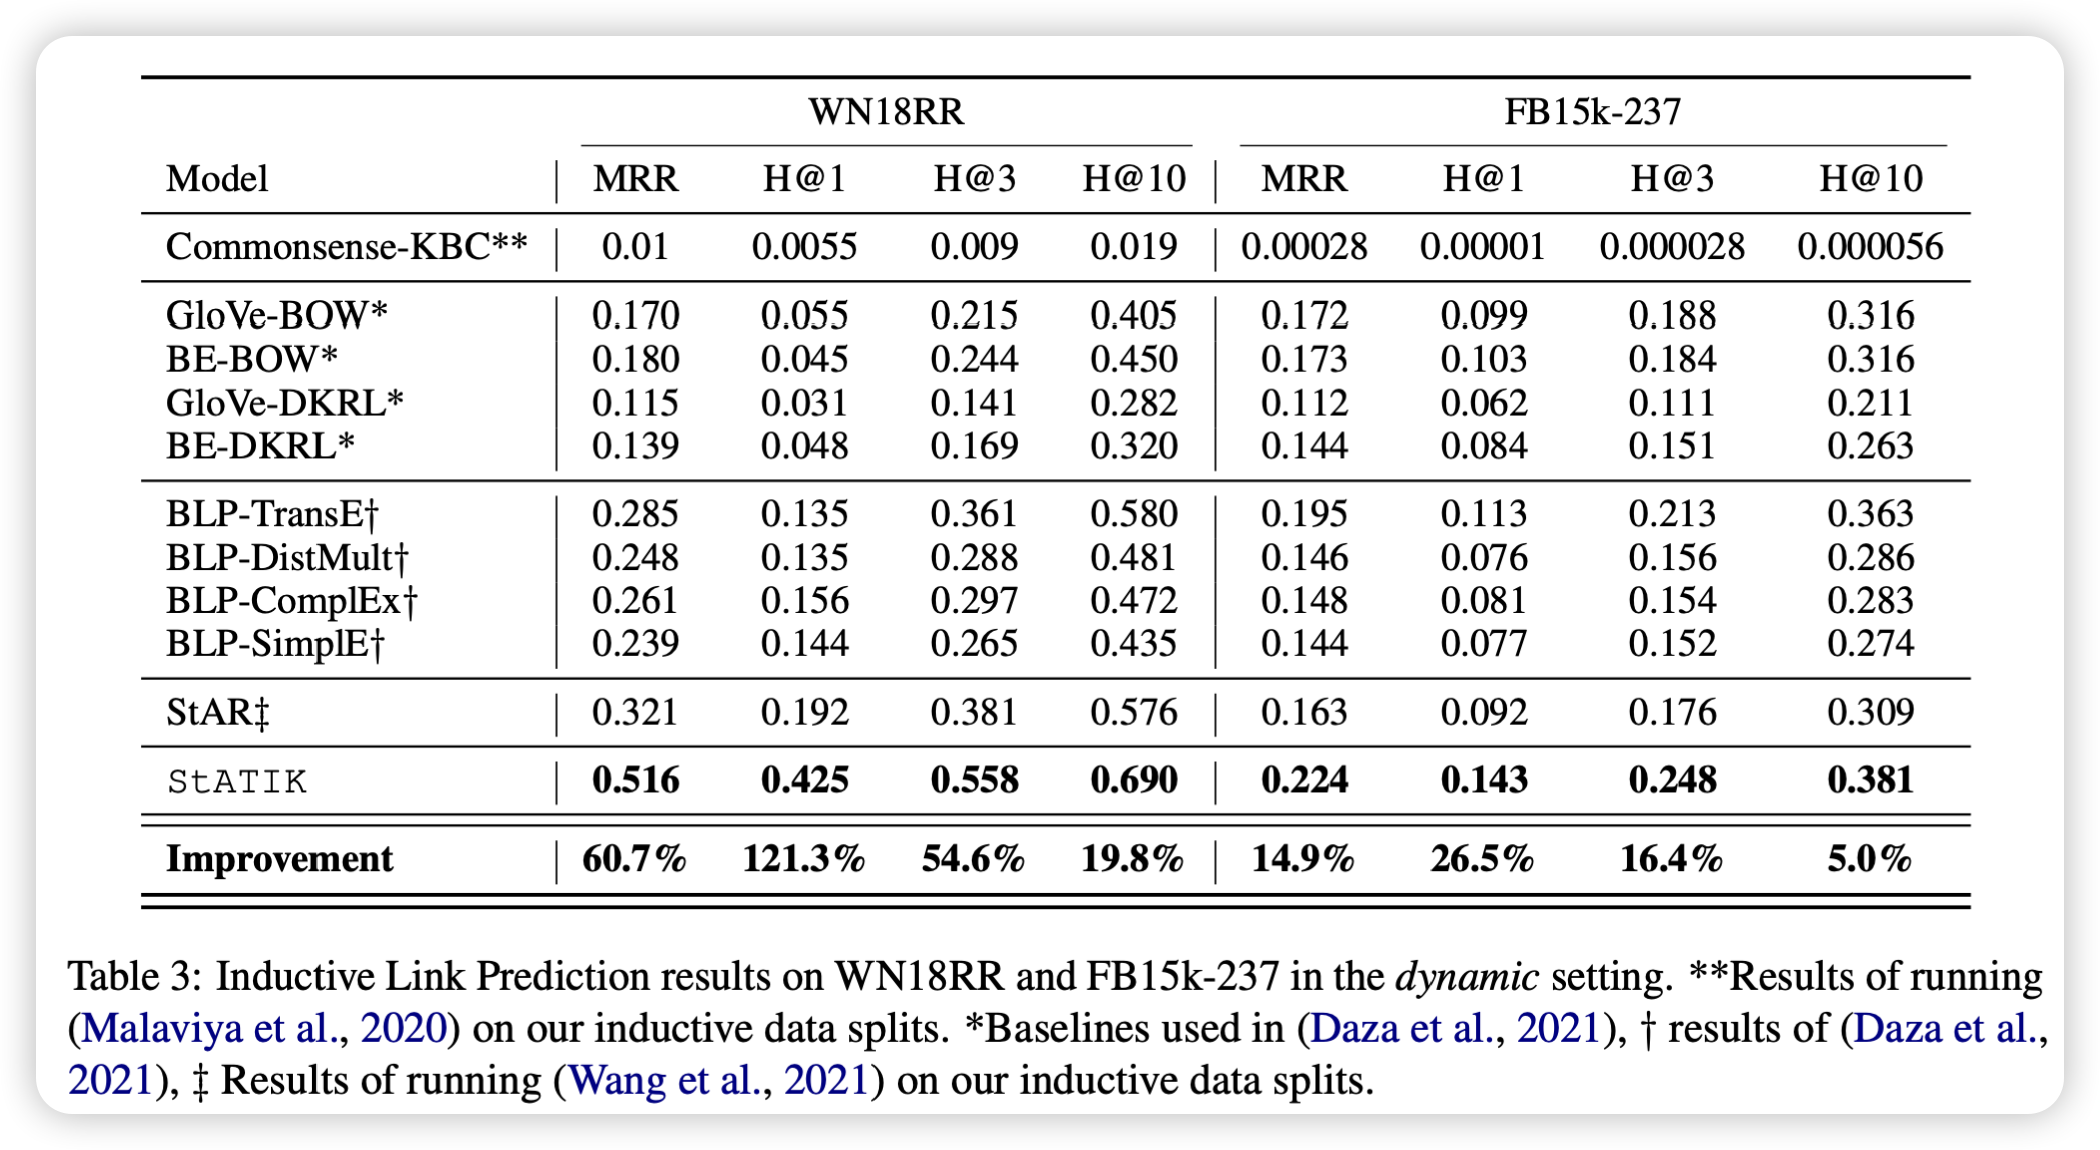 WN18RR FB15k-237
Model MRR H@1 H@3 H@10 MRR H@1 H@3 H@10
Commonsense-KBC** 0.01 0.0055 0.009 0.019 0.00028 0.00001 0.000028 0.000056
GloVe-BOW* 0.170 0.055 0.215 0.405 0.172 0.099 0.188 0.316
BE-BOW* 0.180 0.045 0.244 0.450 0.173 0.103 0.184 0.316
GloVe-DKRL* 0.115 0.031 0.141 0.282 0.112 0.062 0.111 0.211
BE-DKRL* 0.139 0.048 0.169 0.320 0.144 0.084 0.151 0.263
BLP-TransE† 0.285 0.135 0.361 0.580 0.195 0.113 0.213 0.363
BLP-DistMult† 0.248 0.135 0.288 0.481 0.146 0.076 0.156 0.286
BLP-ComplEx† 0.261 0.156 0.297 0.472 0.148 0.081 0.154 0.283
BLP-SimplE† 0.239 0.144 0.265 0.435 0.144 0.077 0.152 0.274
StAR‡ 0.321 0.192 0.381 0.576 0.163 0.092 0.176 0.309
StATIK 0.516 0.425 0.558 0.690 0.224 0.143 0.248 0.381
Improvement 60.7% 121.3% 54.6% 19.8% 14.9% 26.5% 16.4% 5.0%
Table 3: Inductive Link Prediction results on WN18RR and FB15k-237 in the dynamic setting. **Results of running
(Malaviya et al., 2020) on our inductive data splits. *Baselines used in (Daza et al., 2021), † results of (Daza et al.,
2021), ‡ Results of running (Wang et al., 2021) on our inductive data splits.